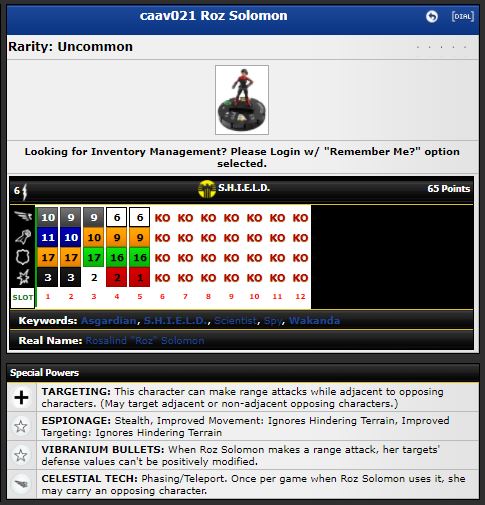 caav021 Roz Solomon
[DIAL]
Rarity: Uncommon
Looking for Inventory Management? Please Login w/ "Remember Me?" option
selected.
6 S.H.I.E.L.D. 65 Points
10 9 9 6 6 KO KO KO KO KO KO KO
11 10 10 9 9 KO KO KO KO KO KO KO
17 17 17 16 16 KO KO KO KO KO KO KO
3 3 2 2 1 KO KO KO KO KO KO KO
SLOT 1 2 3 4 5 6 7 8 9 10 11 12
Keywords: Asgardian, S.H.I.E.L.D., Scientist, Spy, Wakanda
Real Name: Rosalind "Roz" Solomon
Special Powers
TARGETING: This character can make range attacks while adjacent to opposing
characters. (May target adjacent or non-adjacent opposing characters.)
ESPIONAGE: Stealth, Improved Movement: Ignores Hindering Terrain, Improved
Targeting: Ignores Hindering Terrain
VIBRANIUM BULLETS: When Roz Solomon makes a range attack, her targets'
defense values can't be positively modified.
CELESTIAL TECH: Phasing/Teleport. Once per game when Roz Solomon uses it, she
may carry an opposing character.